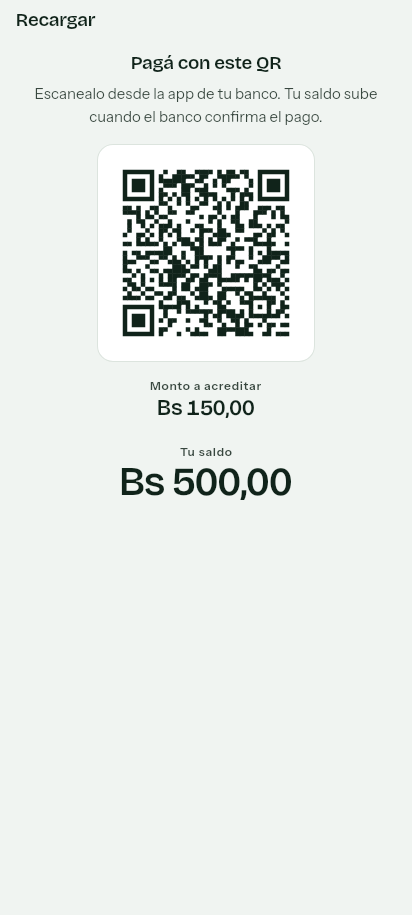 Recargar
Pagá con este QR
Escanealo desde la app de tu banco. Tu saldo sube
cuando el banco confirma el pago.
Monto a acreditar
Bs 150,00
Tu saldo
Bs 500,00